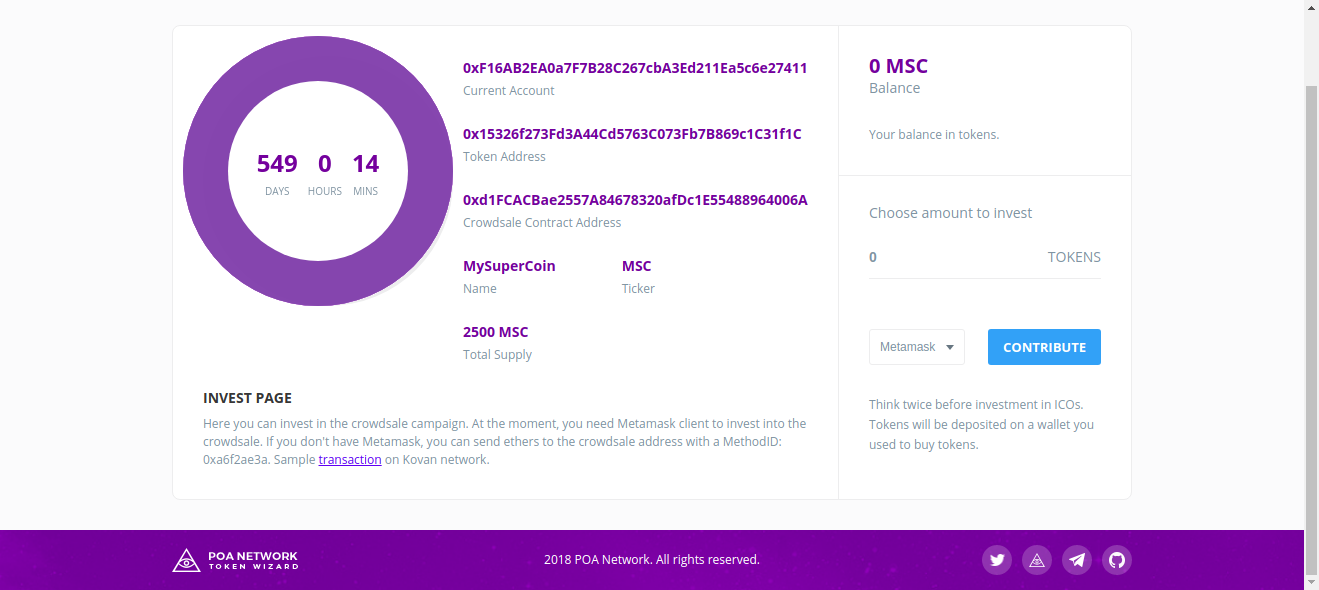 549 0 14
DAYS HOURS MINS
0xF16AB2EA0a7F7B28C267cbA3Ed211Ea5c6e27411
Current Account
0x15326f273Fd3A44Cd5763C073Fb7B869c1C31f1C
Token Address
0xd1FCACBae2557A84678320afDc1E55488964006A
Crowdsale Contract Address
MySuperCoin MSC
Name Ticker
2500 MSC
Total Supply
INVEST PAGE
Here you can invest in the crowdsale campaign. At the moment, you need Metamask client to invest into the
crowdsale. If you don't have Metamask, you can send ethers to the crowdsale address with a MethodID:
0xa6f2ae3a. Sample transaction on Kovan network.
0 MSC
Balance
Your balance in tokens.
Choose amount to invest
0 TOKENS
Metamask CONTRIBUTE
Think twice before investment in ICOs.
Tokens will be deposited on a wallet you
used to buy tokens.
POA NETWORK
TOKEN WIZARD
2018 POA Network. All rights reserved.